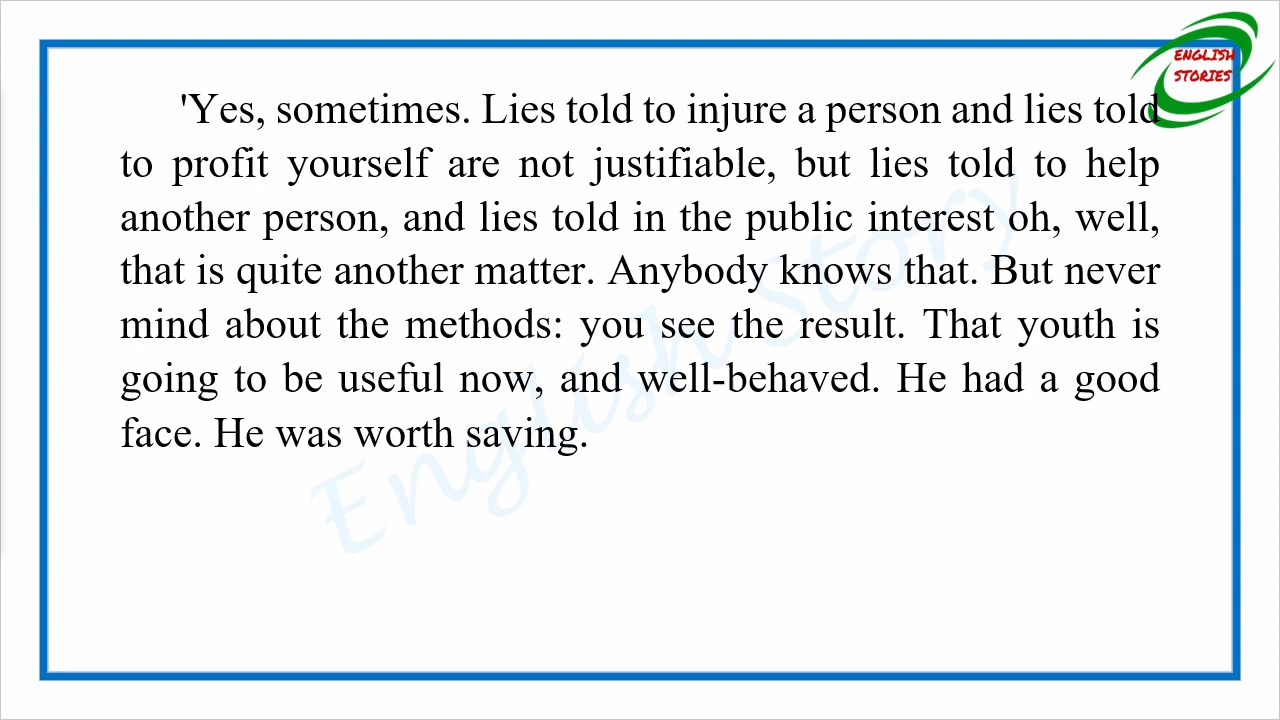 ENGLISH
STORIES
'Yes, sometimes. Lies told to injure a person and lies told
to profit yourself are not justifiable, but lies told to help
another person, and lies told in the public interest oh, well,
that is quite another matter. Anybody knows that. But never
mind about the methods: you see the result. That youth is
going to be useful now, and well-behaved. He had a good
face. He was worth saving.
English Story